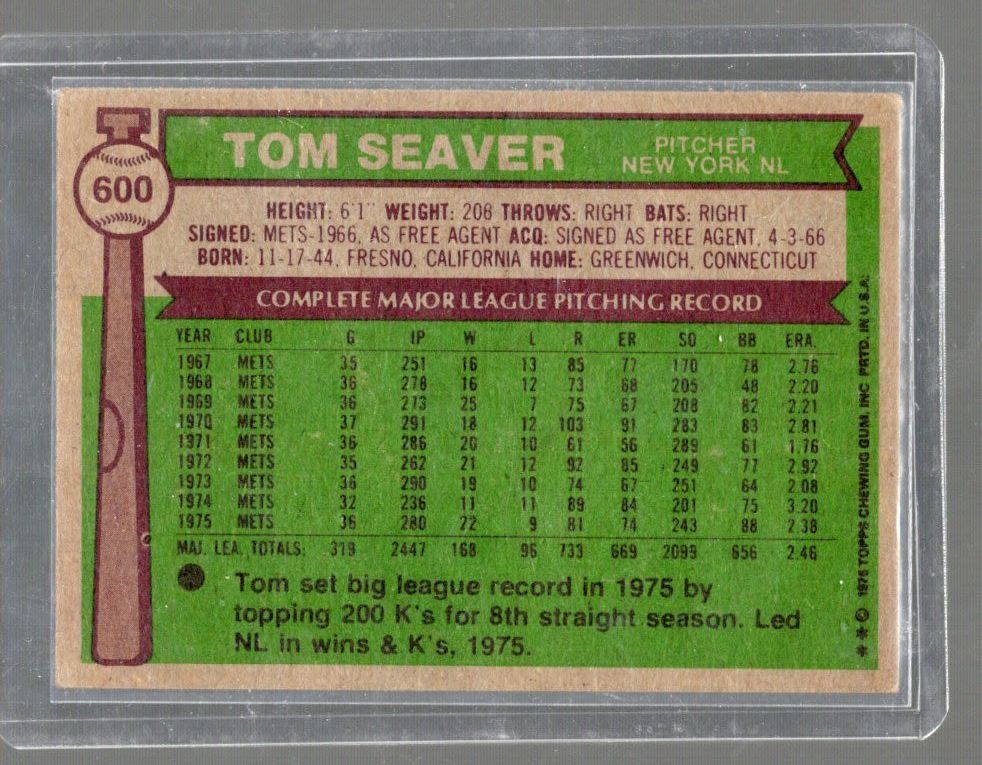 600
TOM SEAVER
PITCHER
NEW YORK NL
HEIGHT: 6'1" WEIGHT: 206 THROWS: RIGHT BATS: RIGHT
SIGNED: METS-1966, AS FREE AGENT ACQ: SIGNED AS FREE AGENT, 4-3-66
BORN: 11-17-44, FRESNO, CALIFORNIA HOME: GREENWICH, CONNECTICUT
COMPLETE MAJOR LEAGUE PITCHING RECORD
YEAR CLUB G IP W L R ER SO BB ERA.
1967 METS 35 251 16 13 85 77 170 78 2.76
1968 METS 36 278 16 12 73 68 205 48 2.20
1969 METS 36 273 25 7 75 67 208 82 2.21
1970 METS 37 291 18 12 103 91 283 83 2.81
1971 METS 36 286 20 10 61 56 289 61 1.76
1972 METS 35 262 21 12 92 85 249 77 2.92
1973 METS 36 290 19 10 74 67 251 64 2.08
1974 METS 32 236 11 11 89 84 201 75 3.20
1975 METS 36 280 22 9 81 74 243 88 2.38
MAJ. LEA. TOTALS: 319 2447 168 96 733 669 2099 656 2.46
Tom set big league record in 1975 by
topping 200 K's for 8th straight season. Led
NL in wins & K's, 1975.
** © 1976 TOPPS CHEWING GUM, INC PRTD. IN U.S.A.